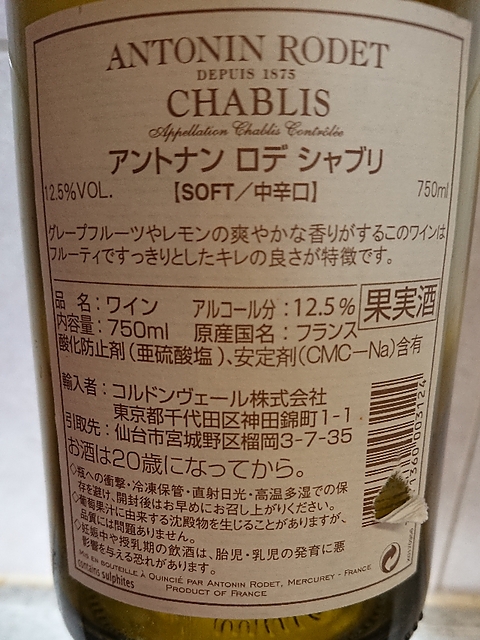 ANTONIN RODET
DEPUIS 1875
CHABLIS
Appellation Chablis Contrôlée
アントナン ロデ シャブリ
12.5%VOL. 【SOFT／中辛口】 750ml
グレープフルーツやレモンの爽やかな香りがするこのワインは
フルーティですっきりとしたキレの良さが特徴です。
品 名：ワイン アルコール分：12.5% 果実酒
内容量：750ml 原産国名：フランス
酸化防止剤（亜硫酸塩）、安定剤（CMC－Na）含有
輸入者：コルドンヴェール株式会社
東京都千代田区神田錦町1-1
引取先：仙台市宮城野区榴岡3-7-35
お酒は20歳になってから。
◇瓶への衝撃・冷凍保管・直射日光・高温多湿での保
存を避け、開封後はお早めにお召し上がりください。
◇葡萄果汁に由来する沈殿物を生じることがありますが、
品質には問題ありません。
◇妊娠中や授乳期の飲酒は、胎児・乳児の発育に悪
影響を与える恐れがあります。
MIS EN BOUTEILLE À QUINCIÉ PAR ANTONIN RODET, MERCUREY - FRANCE
contains sulphites PRODUCT OF FRANCE